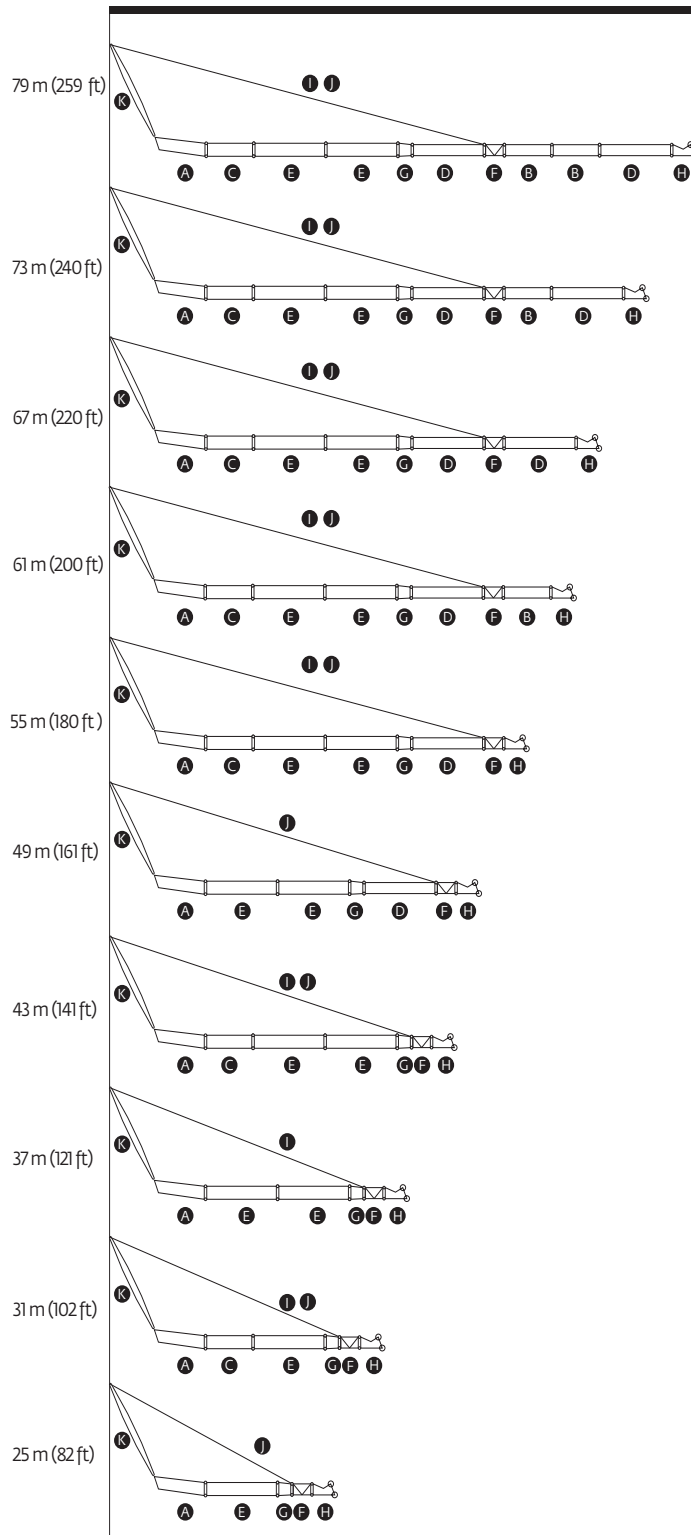 I J
79 m (259 ft)
K
A C E E G D F B B D H
I J
K
73 m (240 ft)
A C E E G D F B D H
I J
K
67 m (220 ft)
A C E E G D F D H
I J
K
61 m (200 ft)
A C E E G D F B H
I J
K
55 m (180 ft)
A C E E G D F H
J
K
49 m (161 ft)
A E E G D F H
I J
K
43 m (141 ft)
A C E E G F H
I
K
37 m (121 ft)
A E E G F H
I J
K
31 m (102 ft)
A C E G F H
K
J
25 m (82 ft)
A E G F H